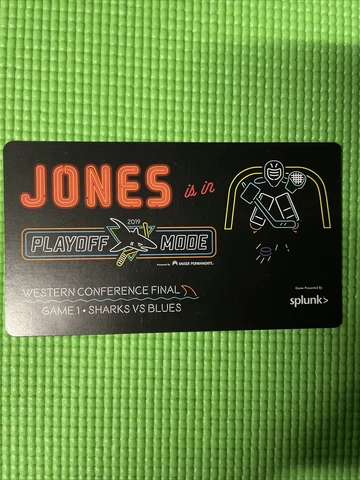 JONES is in
2019
PLAYOFF MODE
Presented by KAISER PERMANENTE.
WESTERN CONFERENCE FINAL
GAME 1 • SHARKS VS BLUES
Game Presented By
splunk>